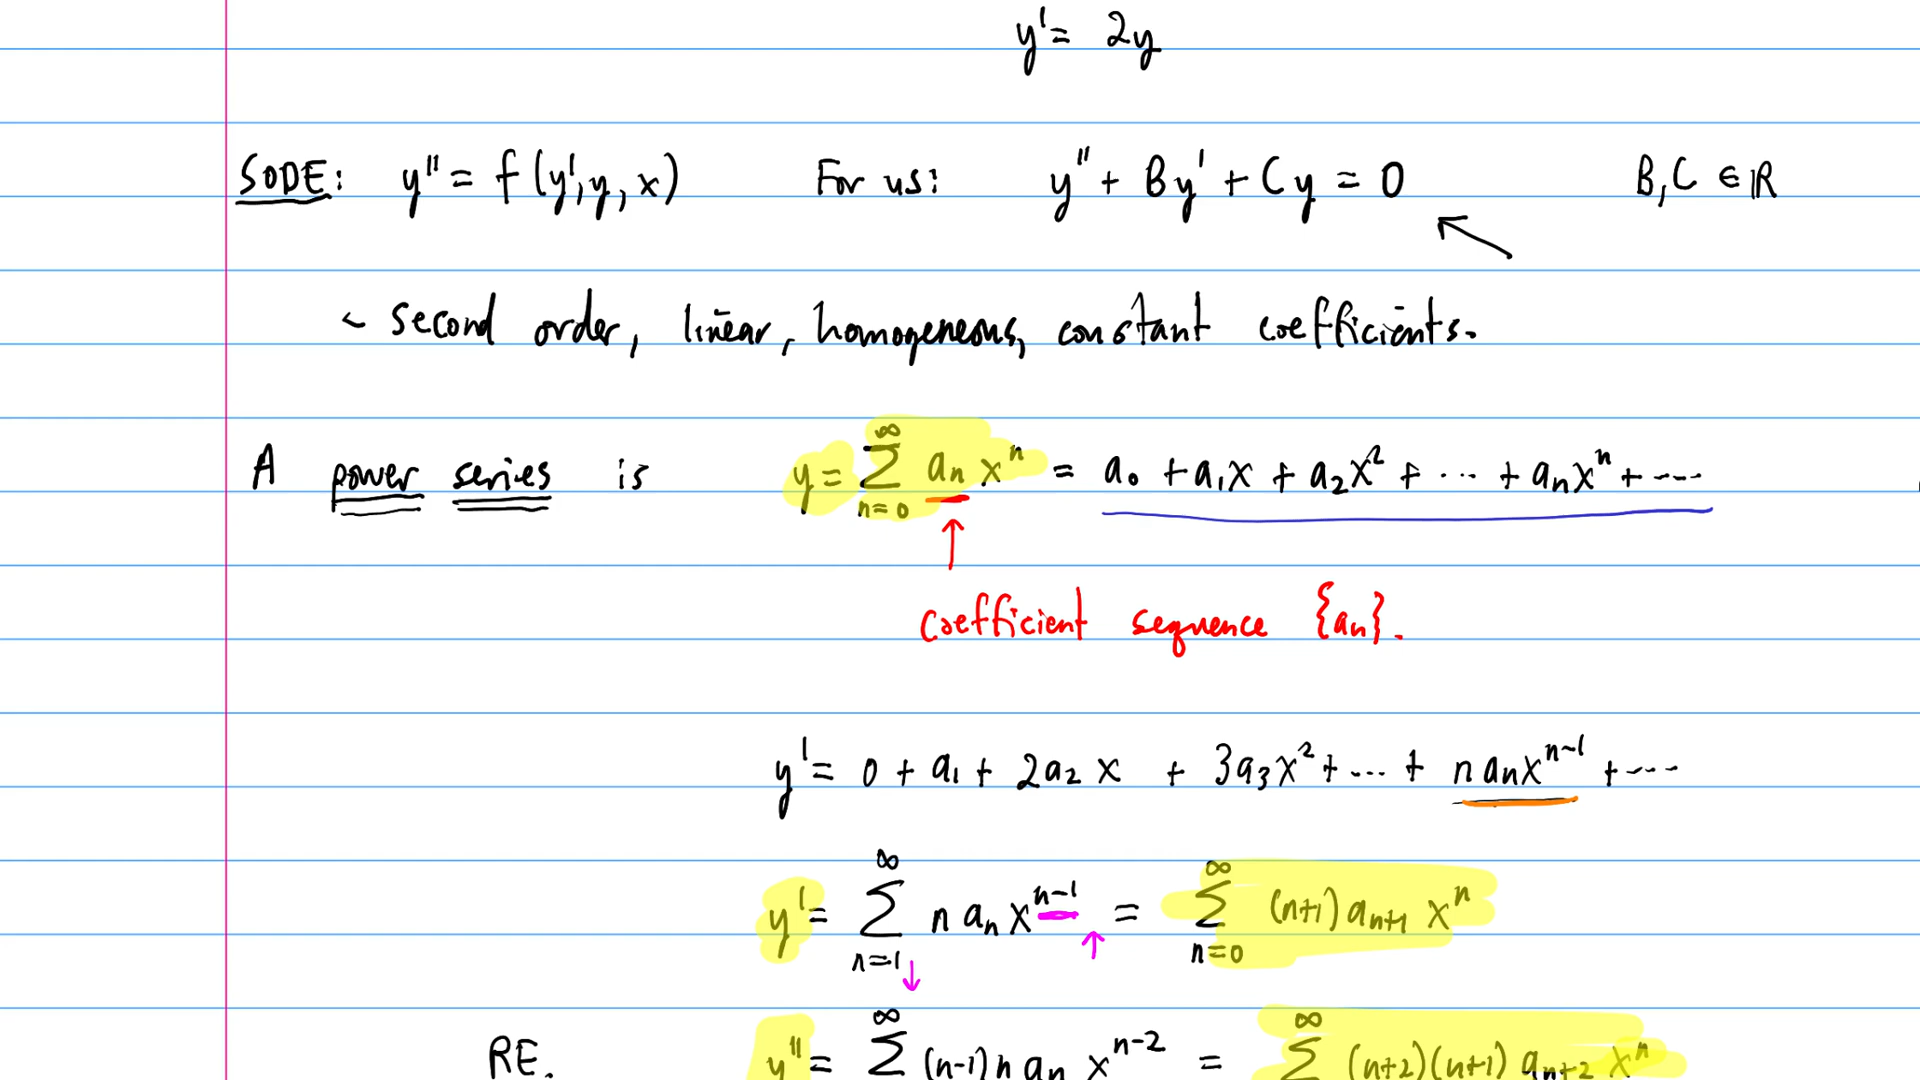 y' = 2y
SODE: y'' = f(y', y, x) For us: y'' + By' + Cy = 0 B, C ∈ ℝ
~ second order, linear, homogeneous, constant coefficients.
A power series is y = ∑_{n=0}^{∞} a_n x^n = a_0 + a_1x + a_2x^2 + ... + a_nx^n + ...
coefficient sequence {a_n}.
y' = 0 + a_1 + 2a_2 x + 3a_3x^2 + ... + n a_n x^{n-1} + ...
y' = ∑_{n=1}^{∞} n a_n x^{n-1} = ∑_{n=0}^{∞} (n+1) a_{n+1} x^n
RE. y'' = ∑^{∞} (n-1) n a_n x^{n-2} = ∑^{∞} (n+2)(n+1) a_{n+2} x^n